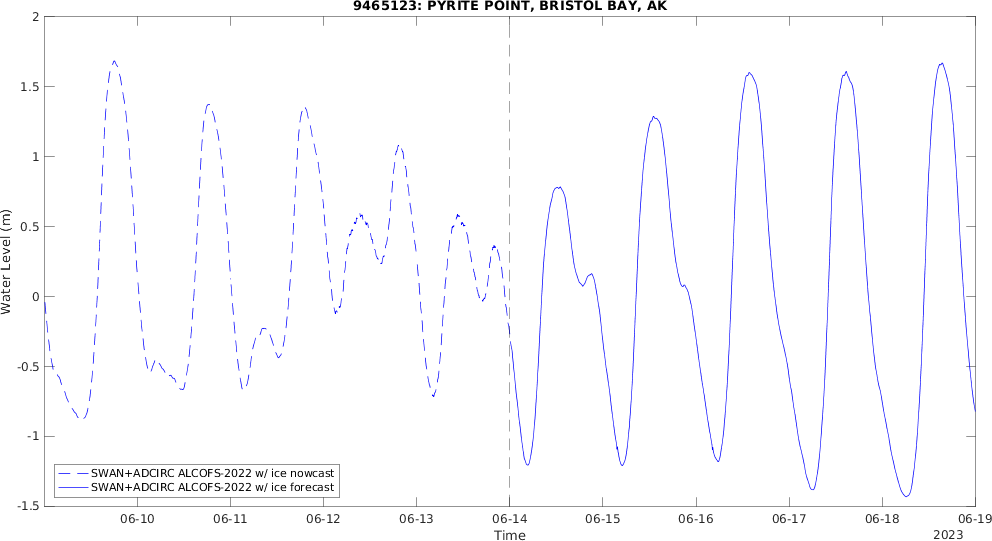 9465123: PYRITE POINT, BRISTOL BAY, AK
2
1.5
1
0.5
0
-0.5
-1
-1.5
Water Level (m)
SWAN+ADCIRC ALCOFS-2022 w/ ice nowcast
SWAN+ADCIRC ALCOFS-2022 w/ ice forecast
06-10 06-11 06-12 06-13 06-14 06-15 06-16 06-17 06-18 06-19
Time
2023